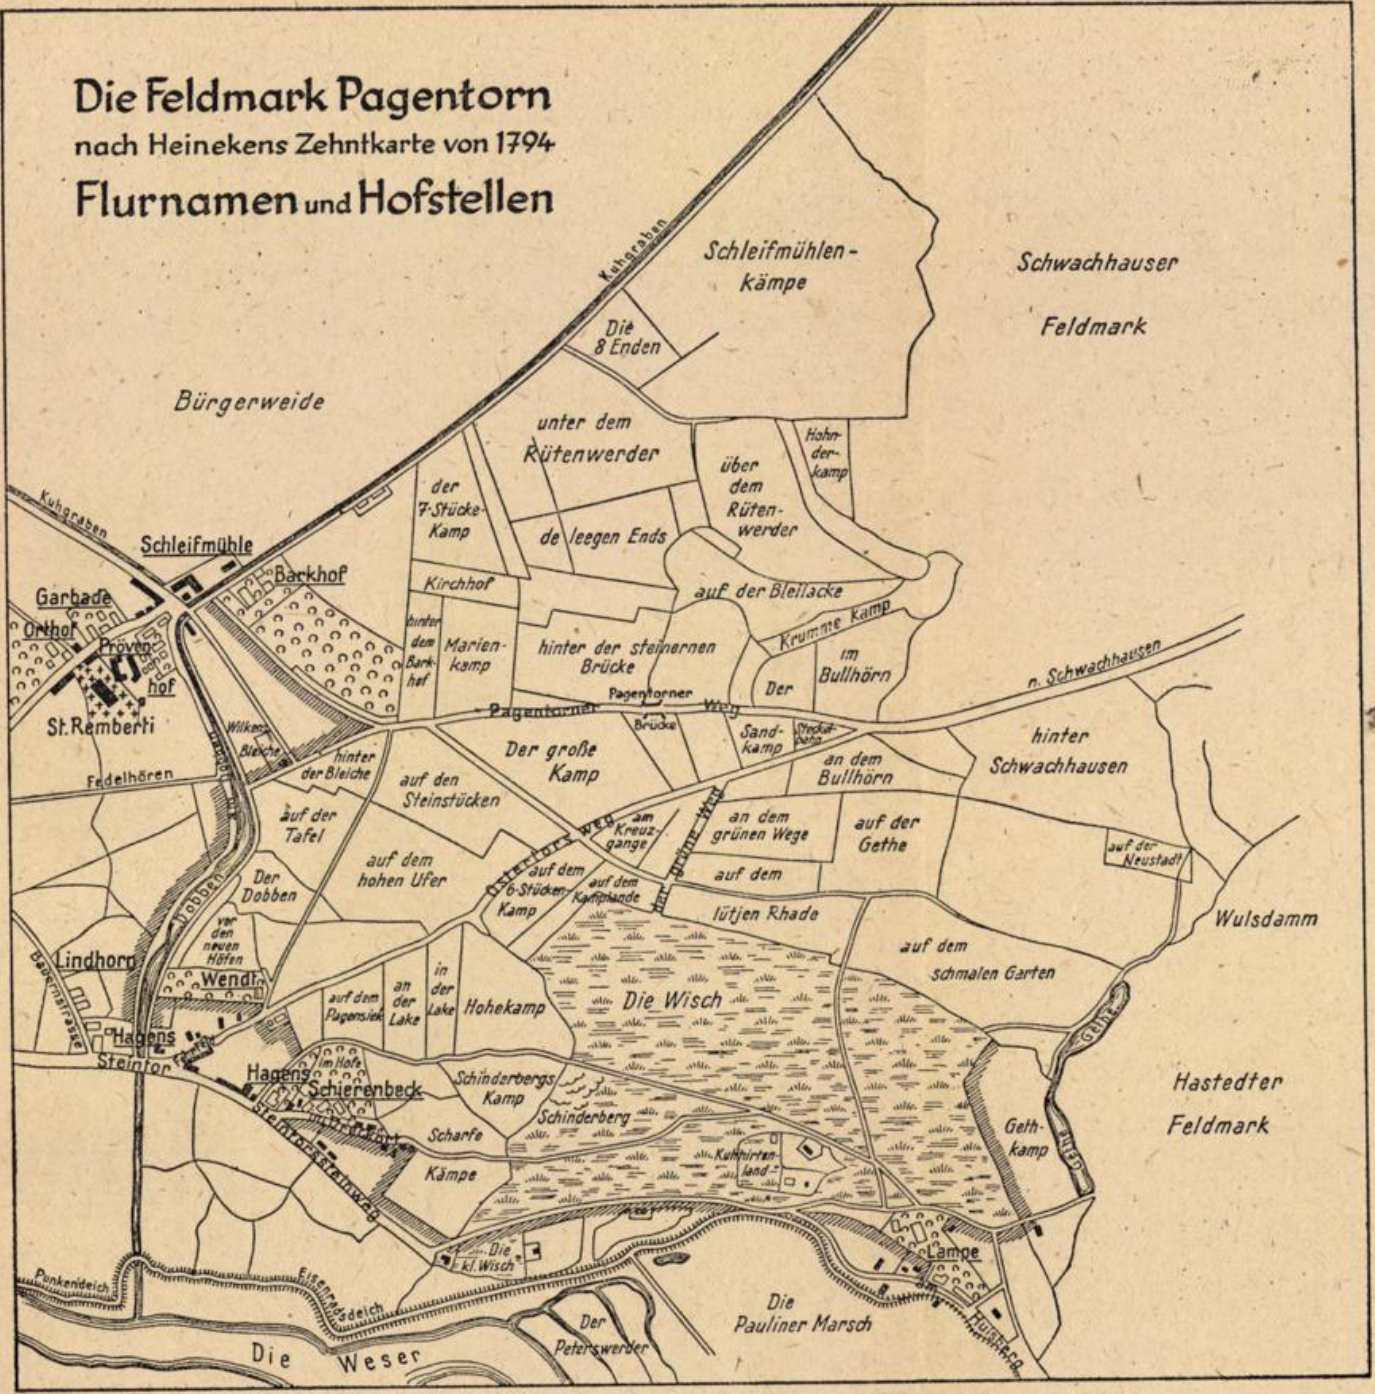 Die Feldmark Pagentorn
nach Heinekens Zehntkarte von 1794
Flurnamen und Hofstellen
Kuhgraben
Schleifmühlen-
kämpe
Schwachhauser
Feldmark
Die
8 Enden
Bürgerweide
unter dem
Rütenwerder
Hohn-
der-
kamp
über
dem
Rüten-
werder
der
7-Stücke-
Kamp
de leegen Ends
Kuhgraben
Schleifmühle
Barkhof
Kirchhof
auf der Bleilacke
Garbade
Orthof
Pröven
hof
St. Remberti
hinter
dem
Bark-
hof
Marien-
kamp
hinter der steinernen
Brücke
Krumme Kamp
Der
im
Bullhörn
n. Schwachhausen
Pagentorner
Brücke
Pagentorner Weg
Wilkens
Bleiche
hinter
der Bleiche
Fedelhören
Der große
Kamp
Sand-
kamp
an dem
Bullhörn
hinter
Schwachhausen
auf den
Steinstücken
auf der
Tafel
Ostertorsweg
am
Kreuz-
gange
der grüne Weg
an dem
grünen Wege
auf der
Gethe
auf der
Neustadt
auf dem
hohen Ufer
auf dem
6-Stücken-
Kamp
auf dem
Kamplande
auf dem
lütjen Rhade
Der
Dobben
Dobben
vor
den
neuen
Höfen
Wulsdamm
auf dem
schmalen Garten
Lindhorn
Bauernstrasse
Wendt
auf dem
Pagensiek
an
der
Lake
in
der
Lake
Hohekamp
Die Wisch
Gethe
Hagens
Steintor
Hagens
im Hofe
Schierenbeck
Schinderbergs
Kamp
Schinderberg
Hastedter
Feldmark
Geth-
kamp
Gethe
Scharfe
Kämpe
Kuhhirten-
land
Steintorssteinweg
Die
kl. Wisch
Lampe
Punkendeich
Eisenradsdeich
Die Weser
Der
Peterswerder
Die
Pauliner Marsch
Hulsberg